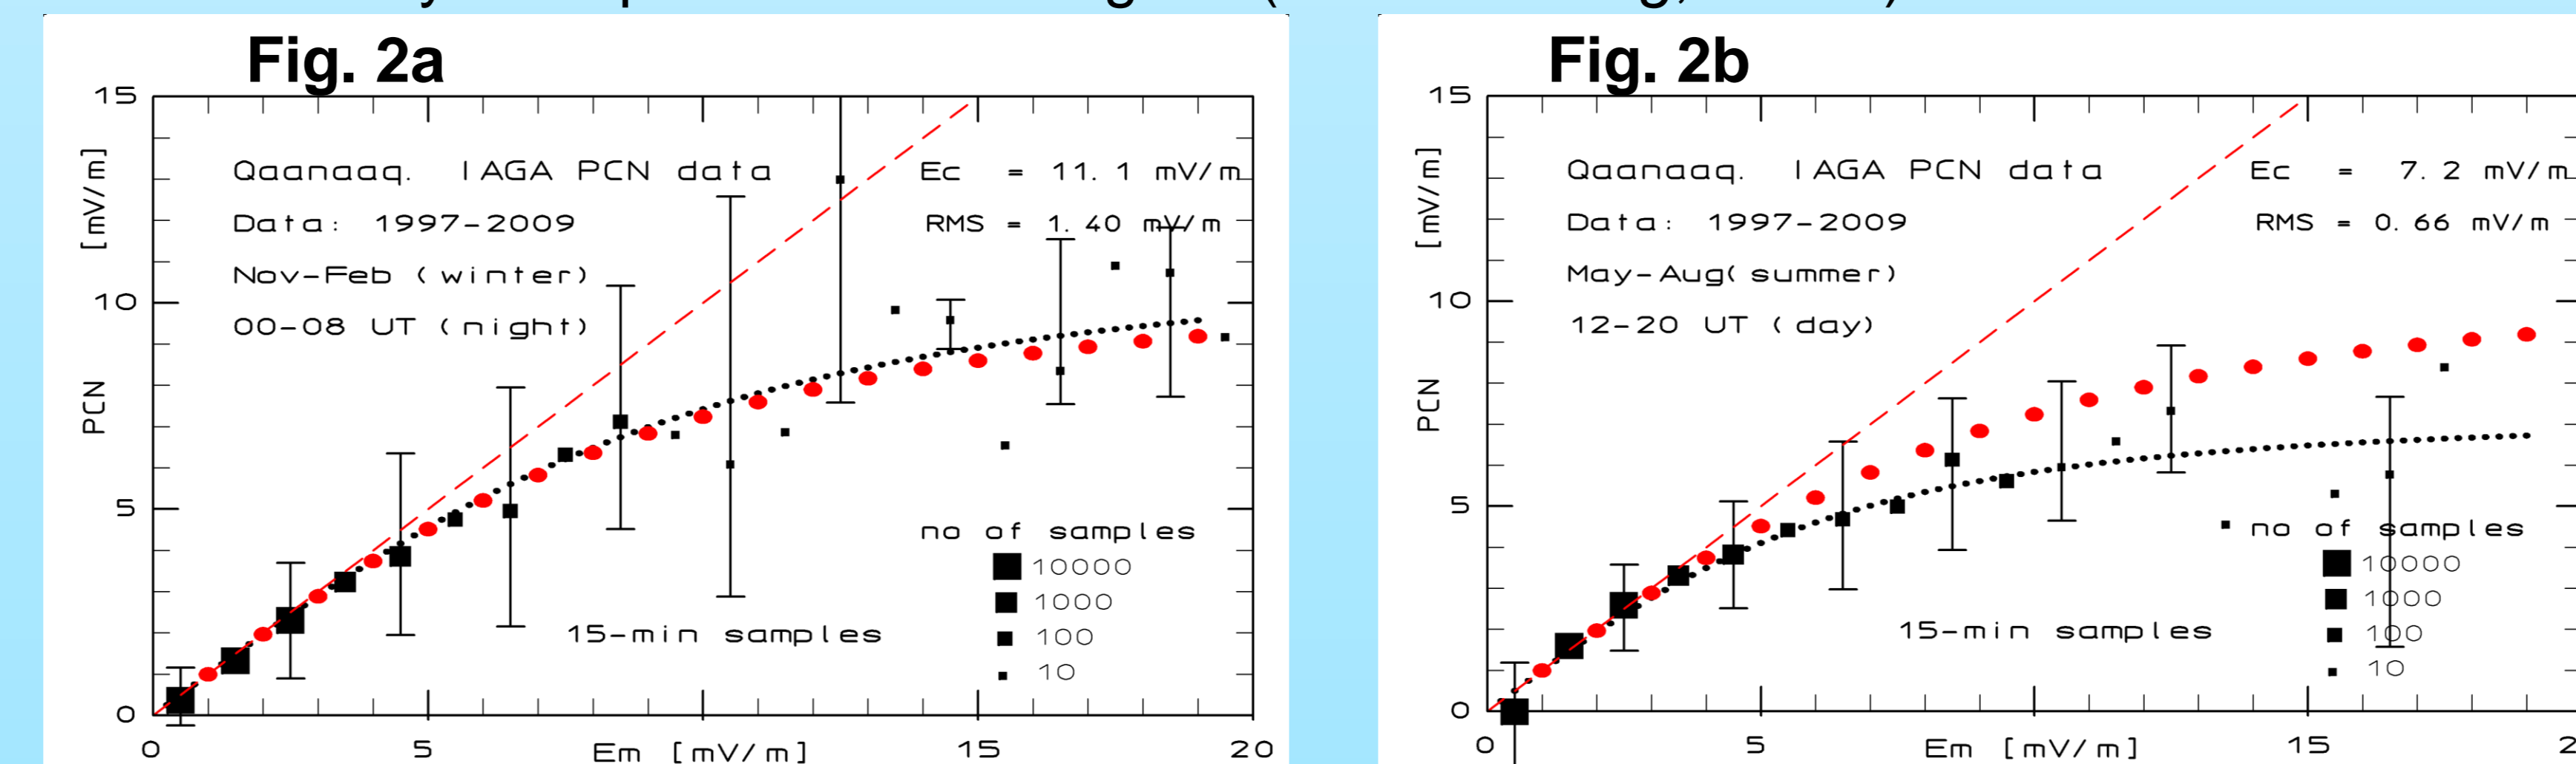 Fig. 2a
15
10
5
0
[mV/m]
PCN
Qaanaaq. IAGA PCN data
Data: 1997-2009
Nov-Feb (winter)
00-08 UT (night)
Ec = 11.1 mV/m
RMS = 1.40 mV/m
no of samples
10000
1000
100
10
15-min samples
0 5 Em [mV/m] 15 20
Fig. 2b
15
10
5
0
[mV/m]
PCN
Qaanaaq. IAGA PCN data
Data: 1997-2009
May-Aug(summer)
12-20 UT (day)
Ec = 7.2 mV/m
RMS = 0.66 mV/m
no of samples
10000
1000
100
10
15-min samples
0 5 Em [mV/m] 15